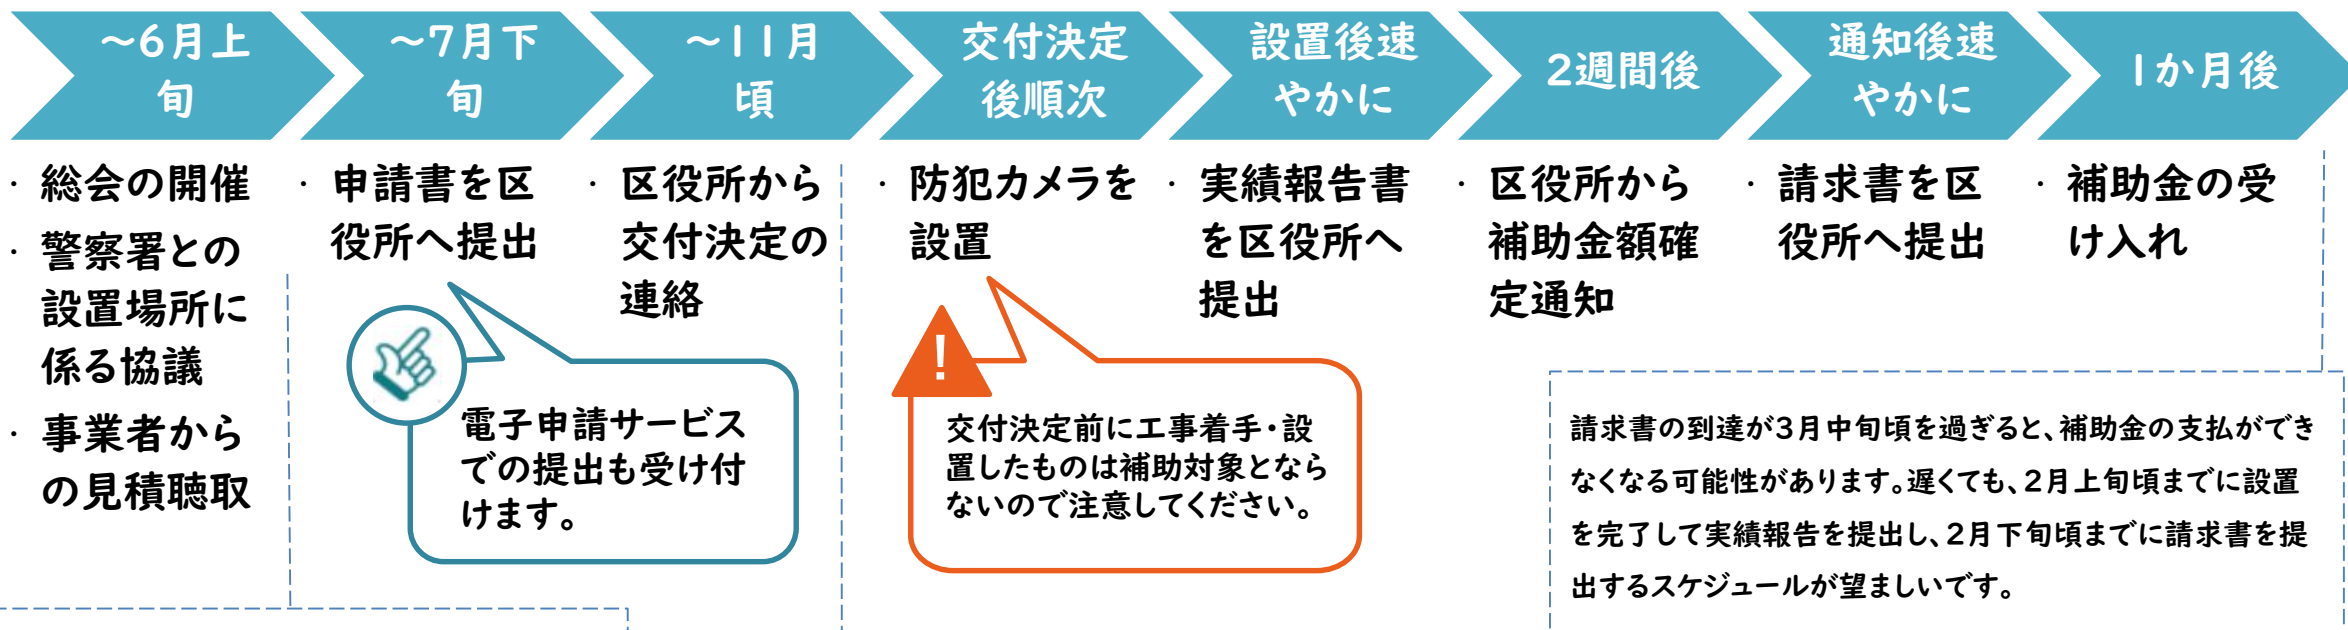 ~6月上
旬
~7月下
旬
~11月
頃
交付決定
後順次
設置後速
やかに
2週間後
通知後速
やかに
1か月後
・ 総会の開催
・ 警察署との
設置場所に
係る協議
・ 事業者から
の見積聴取
・ 申請書を区
役所へ提出
電子申請サービス
での提出も受け付
けます。
・ 区役所から
交付決定の
連絡
・ 防犯カメラを
設置
!
交付決定前に工事着手・設
置したものは補助対象となら
ないので注意してください。
・ 実績報告書
を区役所へ
提出
・ 区役所から
補助金額確
定通知
・ 請求書を区
役所へ提出
・ 補助金の受
け入れ
請求書の到達が3月中旬頃を過ぎると、補助金の支払ができ
なくなる可能性があります。遅くても、2月上旬頃までに設置
を完了して実績報告を提出し、2月下旬頃までに請求書を提
出するスケジュールが望ましいです。